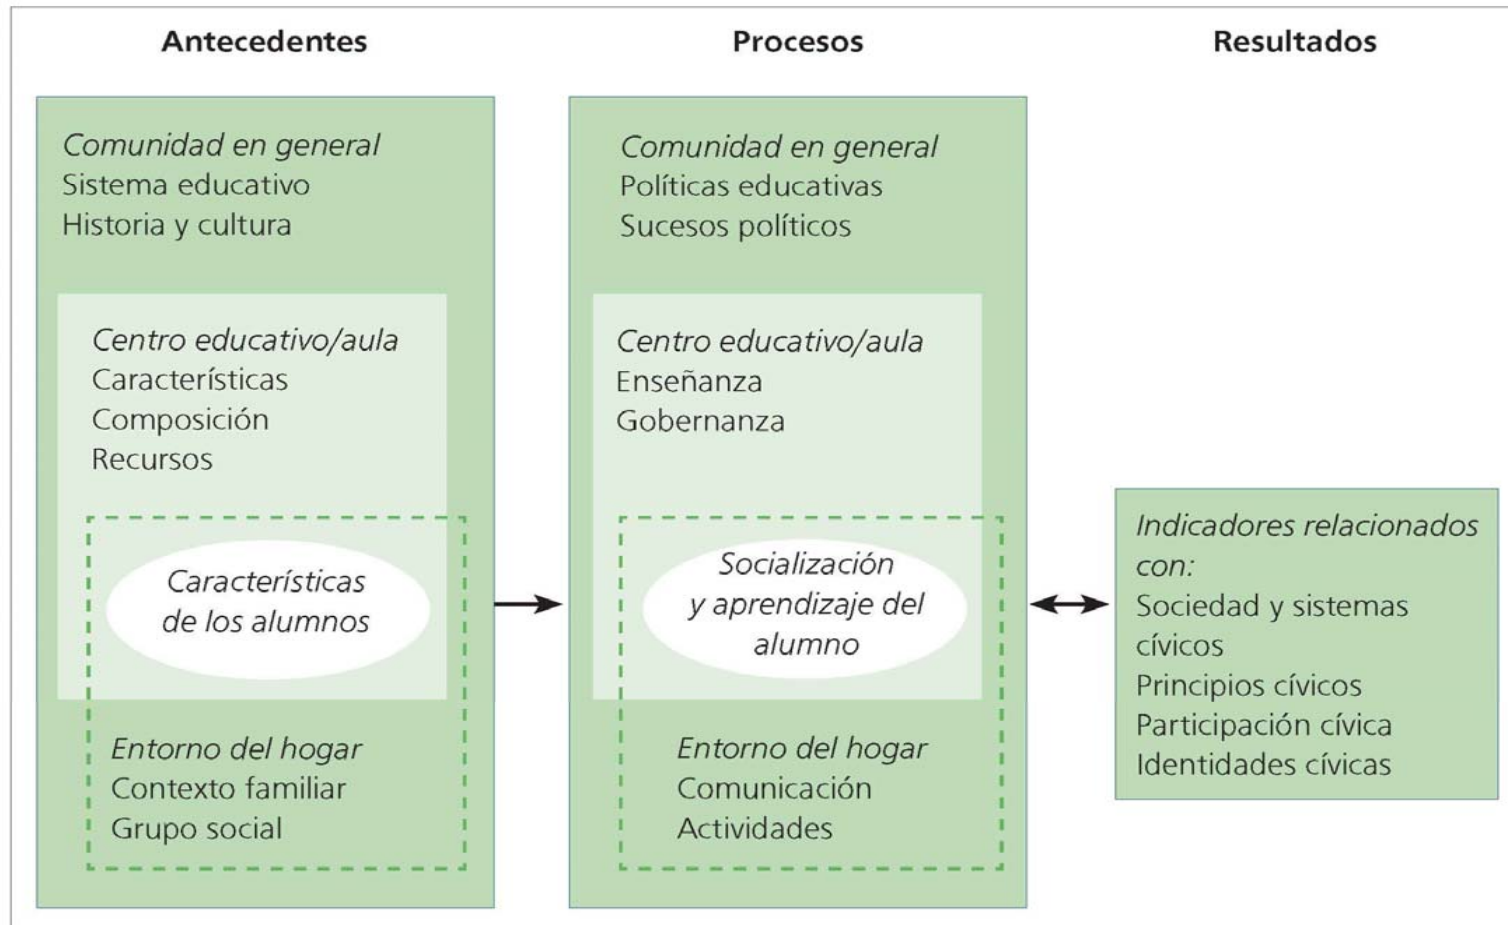 Antecedentes
Comunidad en general
Sistema educativo
Historia y cultura
Centro educativo/aula
Características
Composición
Recursos
Características
de los alumnos
Entorno del hogar
Contexto familiar
Grupo social
Procesos
Comunidad en general
Políticas educativas
Sucesos políticos
Centro educativo/aula
Enseñanza
Gobernanza
Socialización
y aprendizaje del
alumno
Entorno del hogar
Comunicación
Actividades
Resultados
Indicadores relacionados
con:
Sociedad y sistemas
cívicos
Principios cívicos
Participación cívica
Identidades cívicas